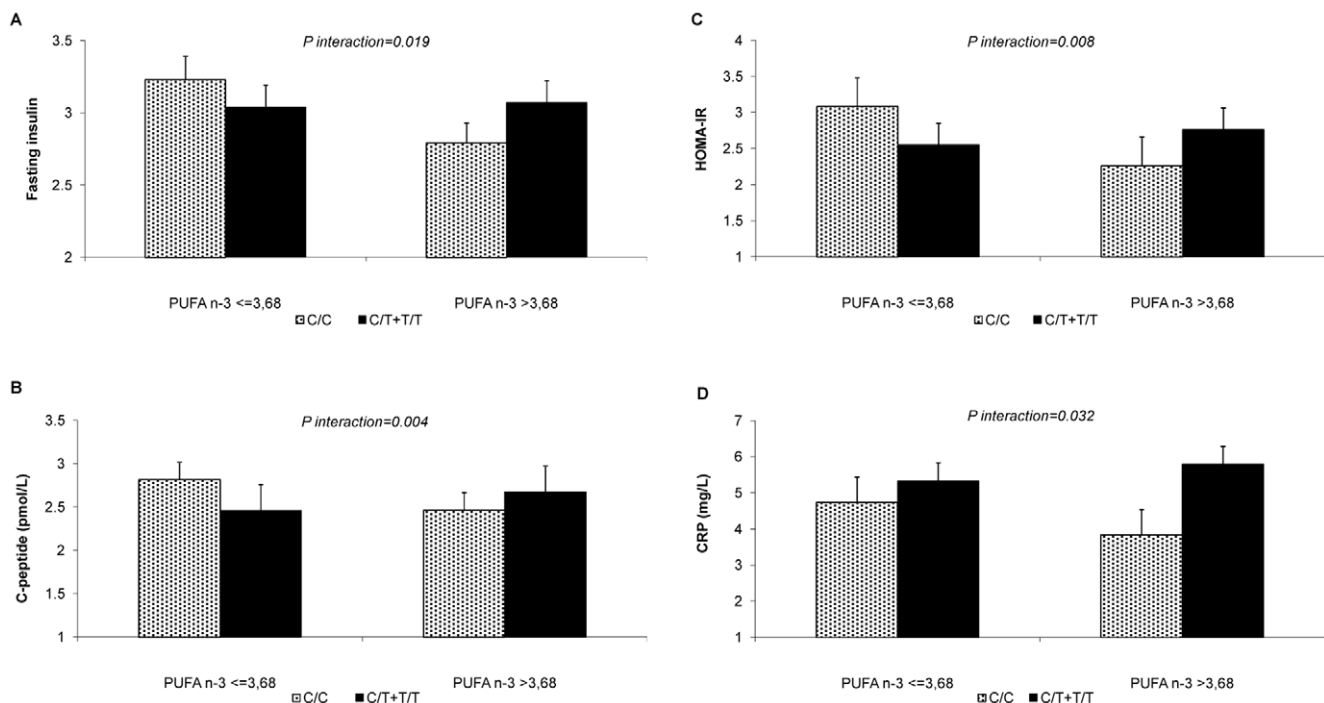 A
P interaction=0.019
Fasting insulin
3.5
3
2.5
2
PUFA n-3 <=3,68
PUFA n-3 >3,68
C/C
C/T+T/T
C
P interaction=0.008
HOMA-IR
4
3.5
3
2.5
2
1.5
1
PUFA n-3 <=3,68
PUFA n-3 >3,68
C/C
C/T+T/T
B
P interaction=0.004
C-peptide (pmol/L)
3.5
3
2.5
2
1.5
1
PUFA n-3 <=3,68
PUFA n-3 >3,68
C/C
C/T+T/T
D
P interaction=0.032
CRP (mg/L)
7
6
5
4
3
2
1
PUFA n-3 <=3,68
PUFA n-3 >3,68
C/C
C/T+T/T